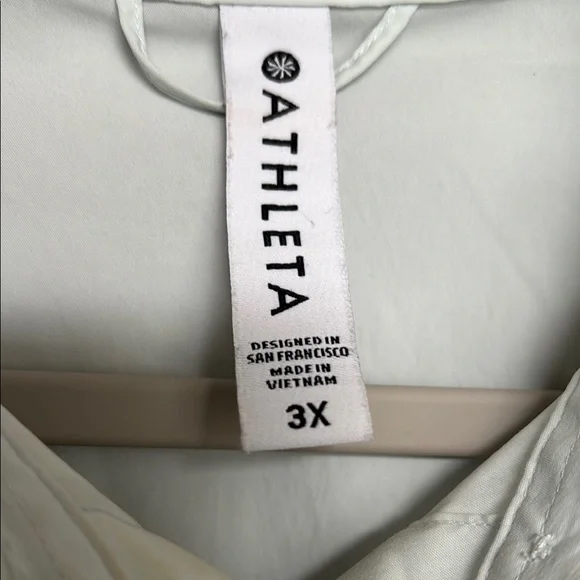 ATHLETA
DESIGNED IN
SAN FRANCISCO
MADE IN
VIETNAM
3X